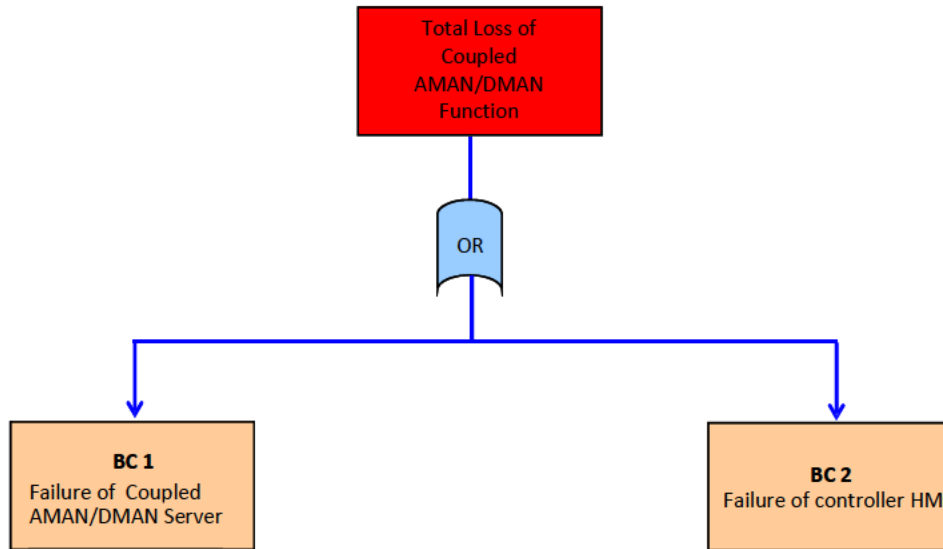 Total Loss of
Coupled
AMAN/DMAN
Function
OR
BC 1
Failure of Coupled
AMAN/DMAN Server
BC 2
Failure of controller HM